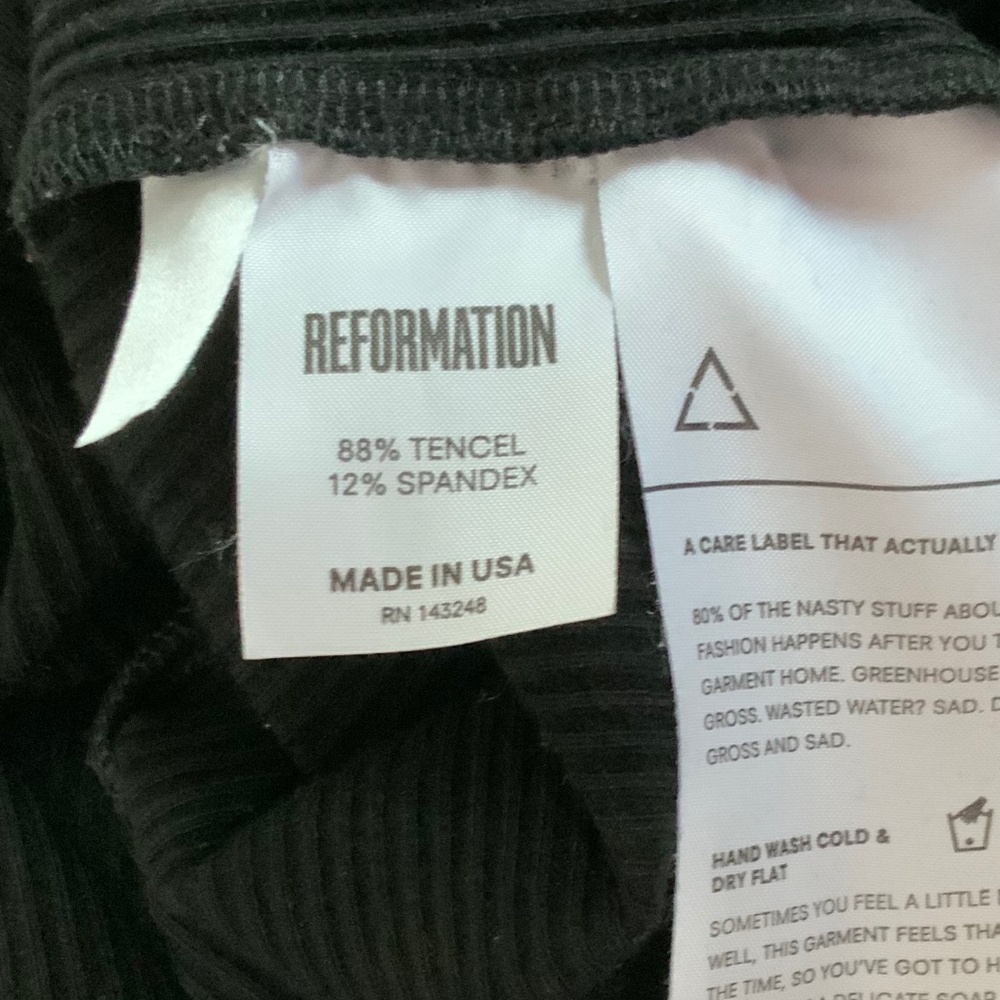 REFORMATION
88% TENCEL
12% SPANDEX
MADE IN USA
RN 143248
A CARE LABEL THAT ACTUALLY
80% OF THE NASTY STUFF
FASHION HAPPENS AFTER YOU
GARMENT HOME. GREENHOUSE
GROSS. WASTED WATER? SAD.
GROSS AND SAD.
HAND WASH COLD &
DRY FLAT
SOMETIMES YOU FEEL A LITTLE
WELL, THIS GARMENT FEELS
THE TIME, SO YOU'VE GOT TO
DELICATE SOAP